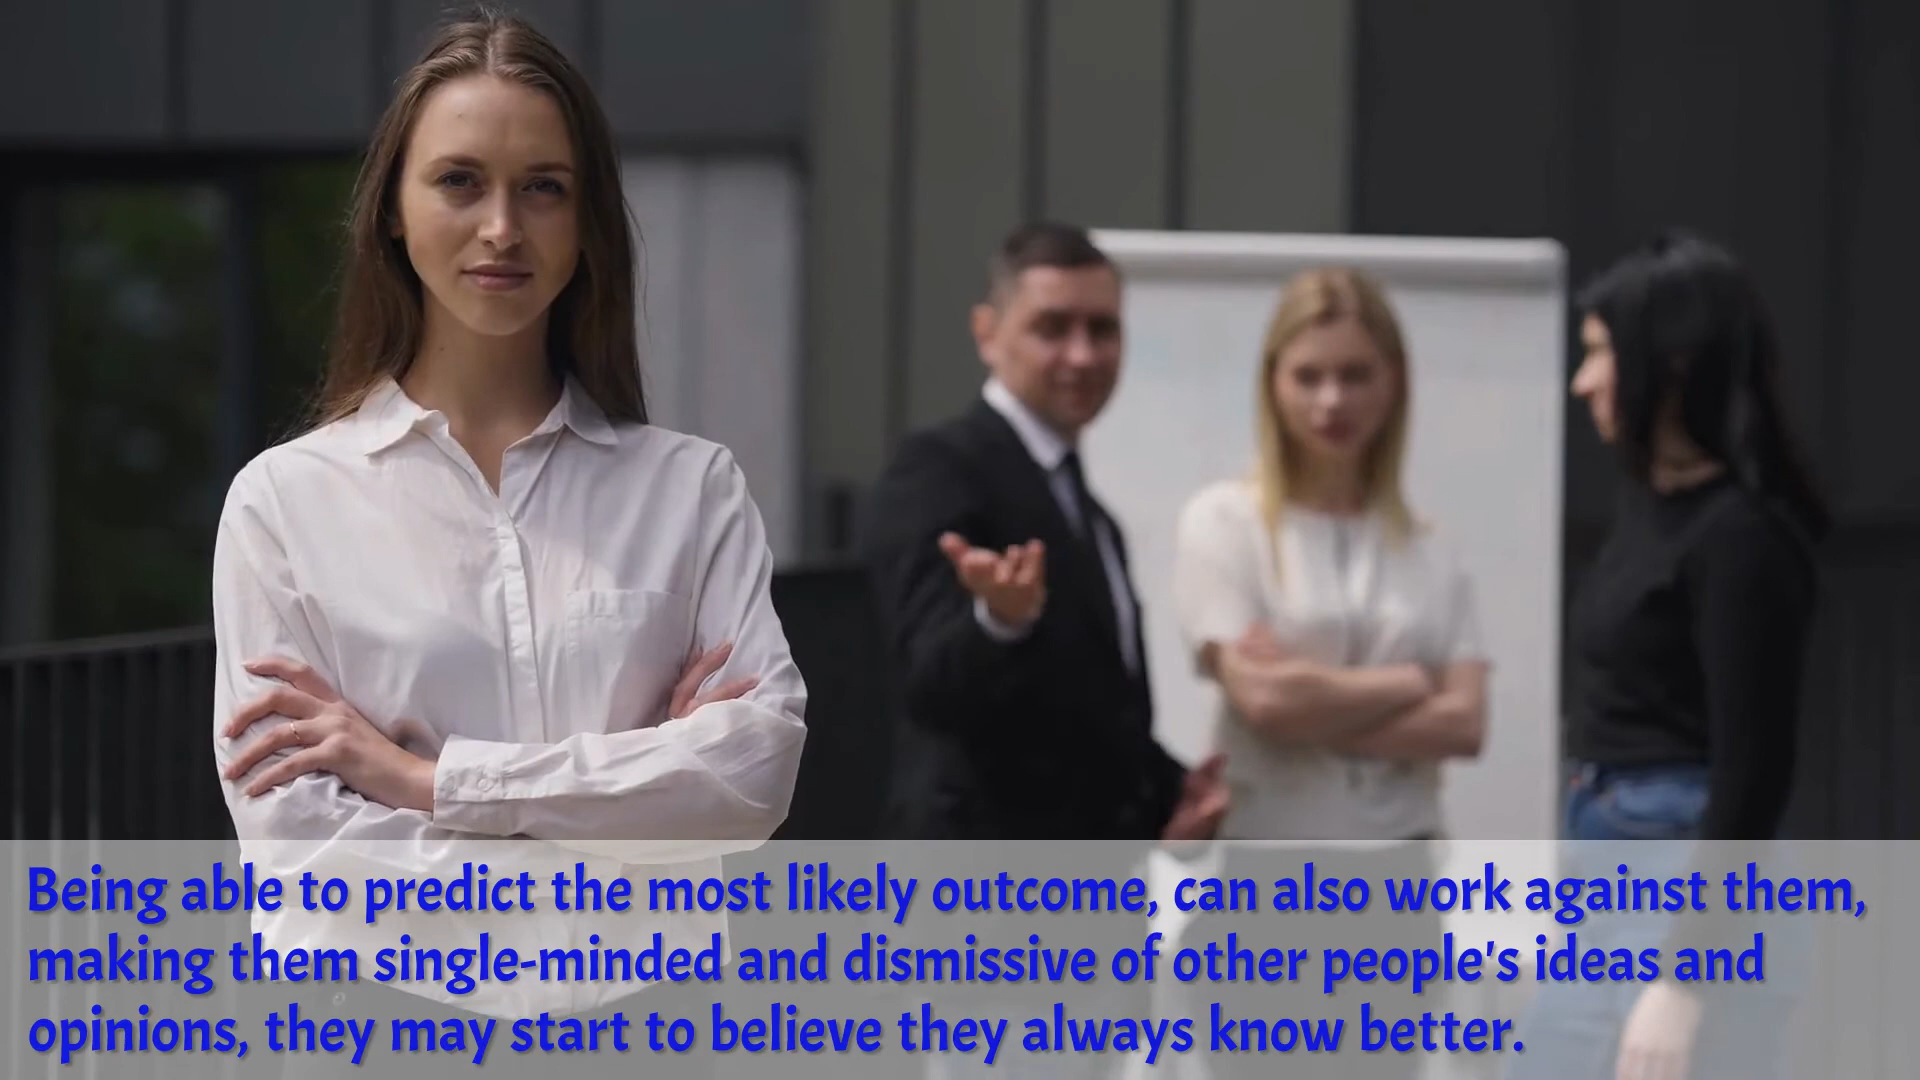 Being able to predict the most likely outcome, can also work against them,
making them single-minded and dismissive of other people's ideas and
opinions, they may start to believe they always know better.